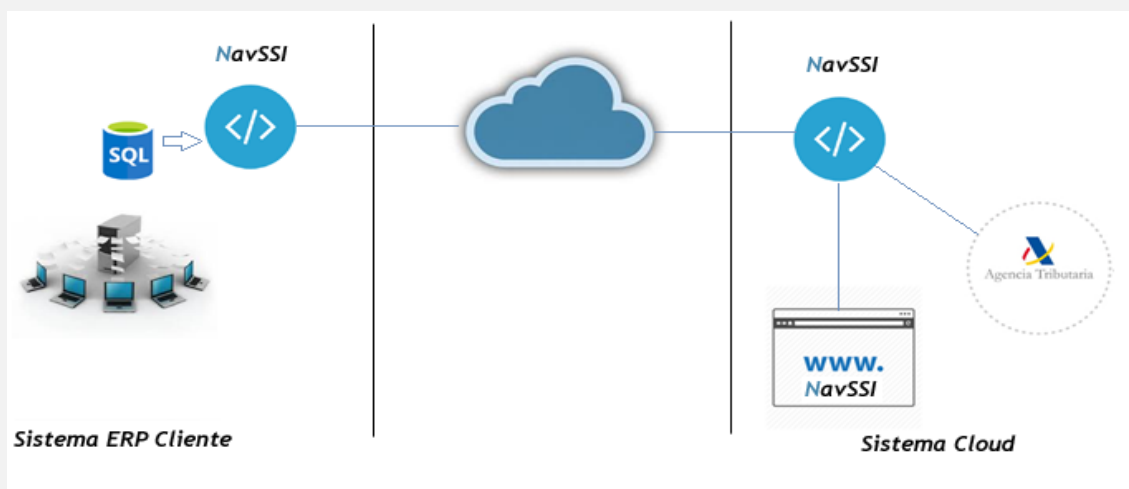 NavSSI
NavSSI
</>
</>
SQL
Agencia Tributaria
www.
NavSSI
Sistema ERP Cliente
Sistema Cloud